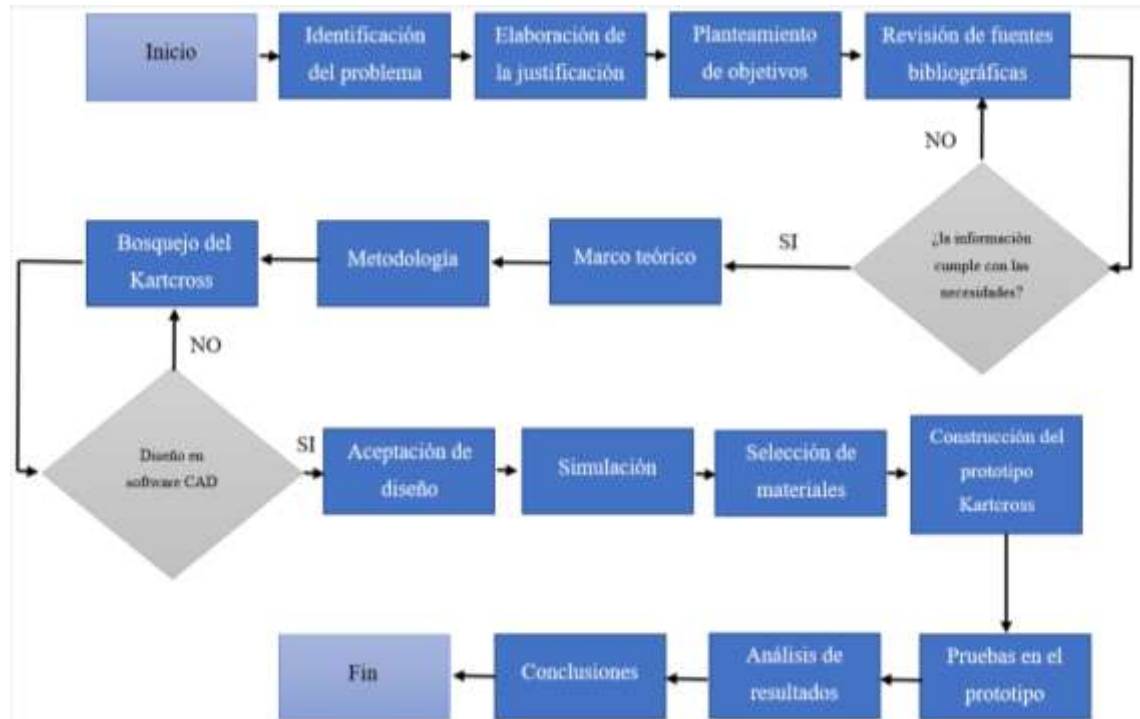 Inicio
Identificación
del problema
Elaboración de
la justificación
Planteamiento
de objetivos
Revisión de fuentes
bibliográficas
NO
¿la información
cumple con las
necesidades?
SI
Marco teórico
Metodología
Bosquejo del
Kartcross
NO
Diseño en
software CAD
SI
Aceptación de
diseño
Simulación
Selección de
materiales
Construcción del
prototipo
Kartcross
Pruebas en el
prototipo
Análisis de
resultados
Conclusiones
Fin